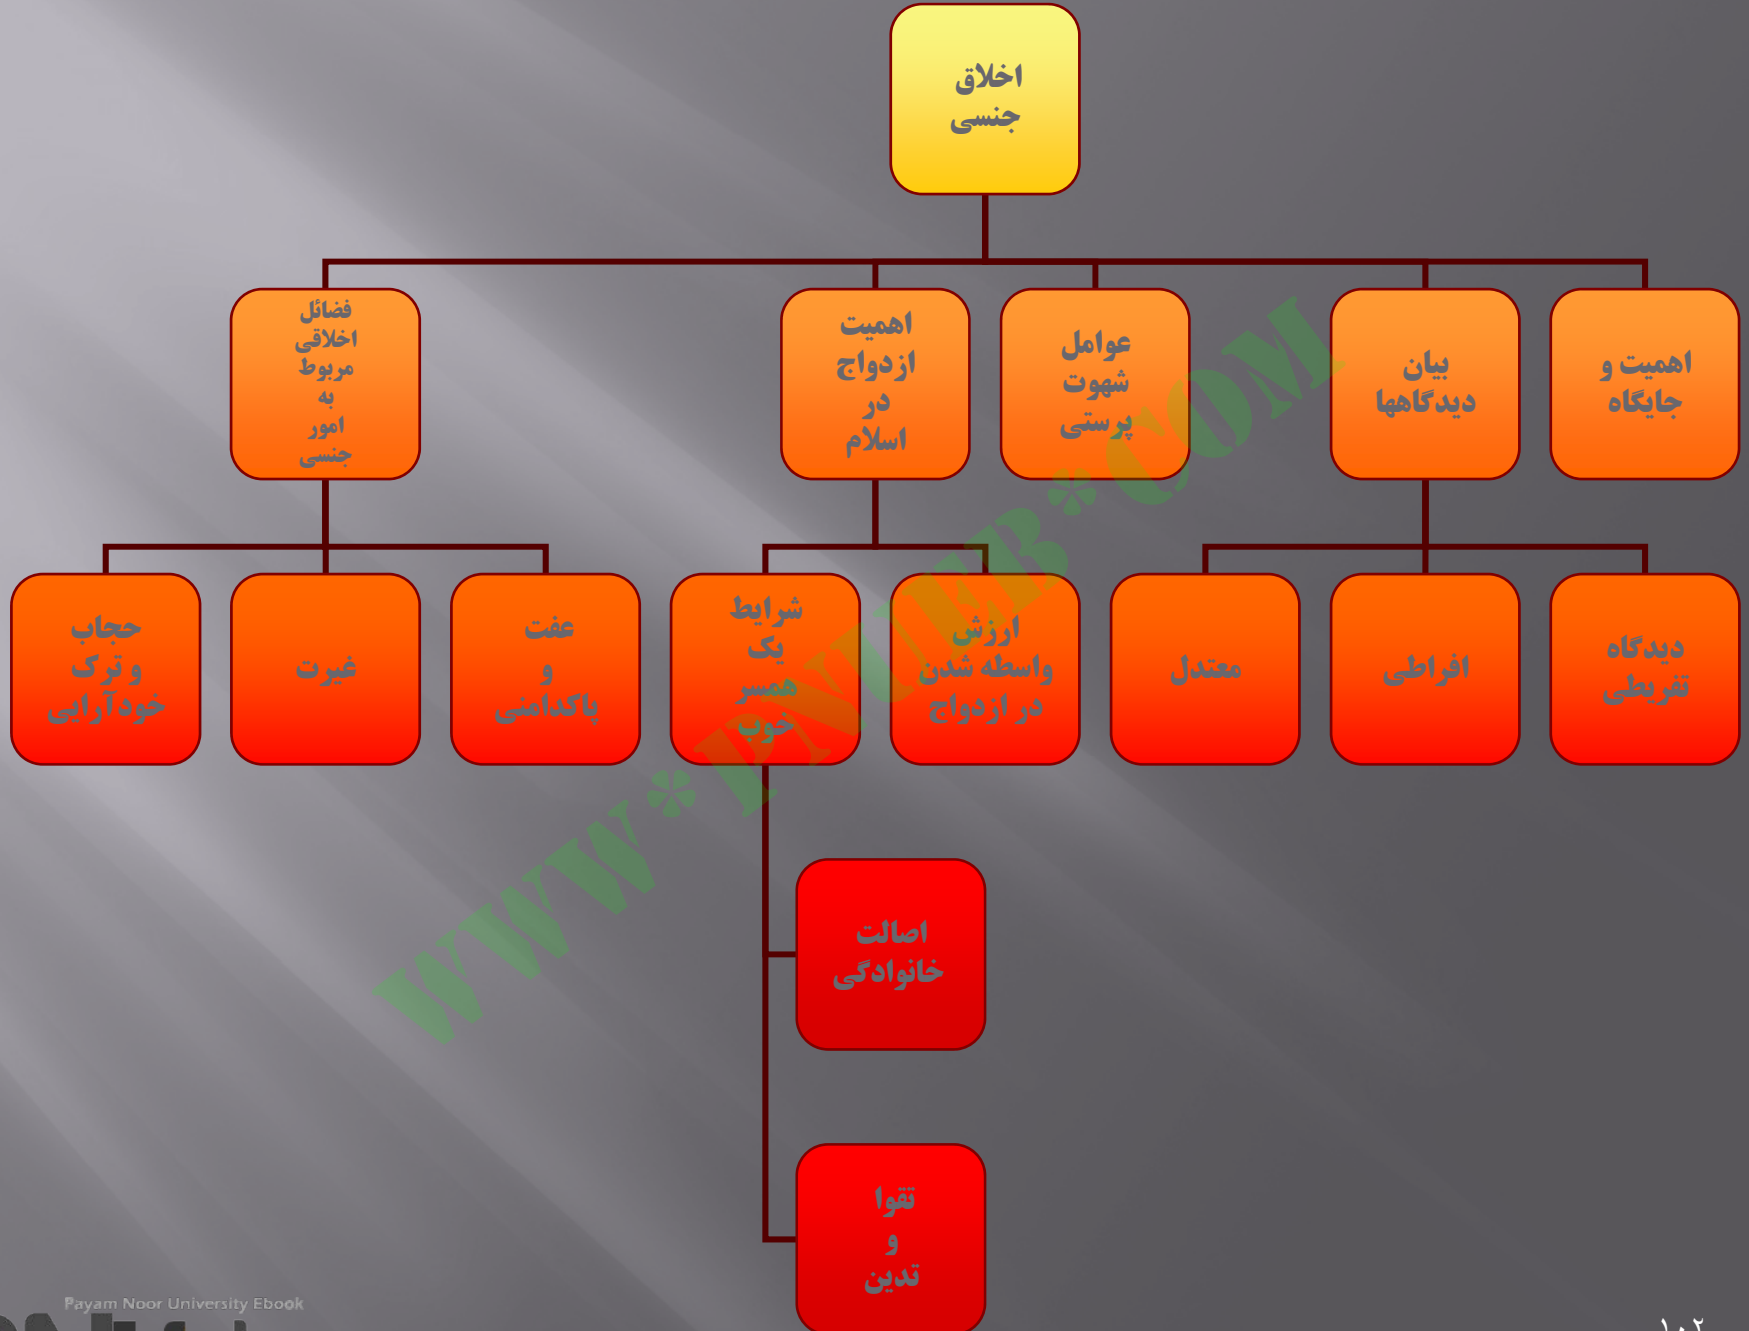 اخلاق
جنسی
اهمیت و
جایگاه
بیان
دیدگاهها
عوامل
شهوت
پرستی
اهمیت
ازدواج
در
اسلام
فضائل
اخلاقی
مربوط
به
امور
جنسی
دیدگاه
تفریطی
افراطی
معتدل
ارزش
واسطه شدن
در ازدواج
شرایط
یک
همسر
خوب
عفت
و
پاکدامنی
غیرت
حجاب
و ترک
خودآرایی
اصالت
خانوادگی
تقوا
و
تدین
WWW*PNUEB*COM
Payam Noor University Ebook
۱۰۲